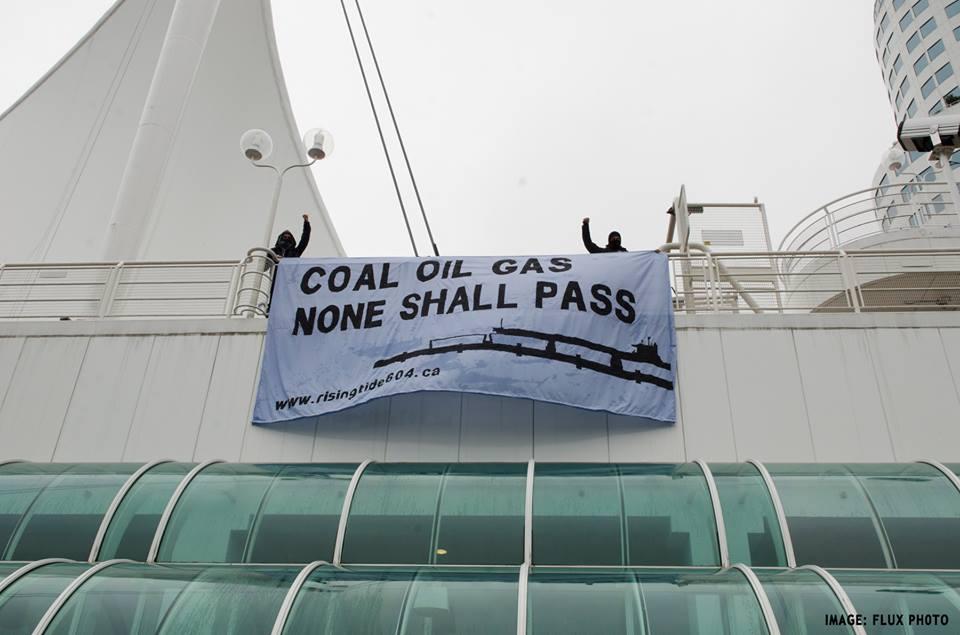 COAL OIL GAS
NONE SHALL PASS
www.risingtide604.ca
IMAGE: FLUX PHOTO